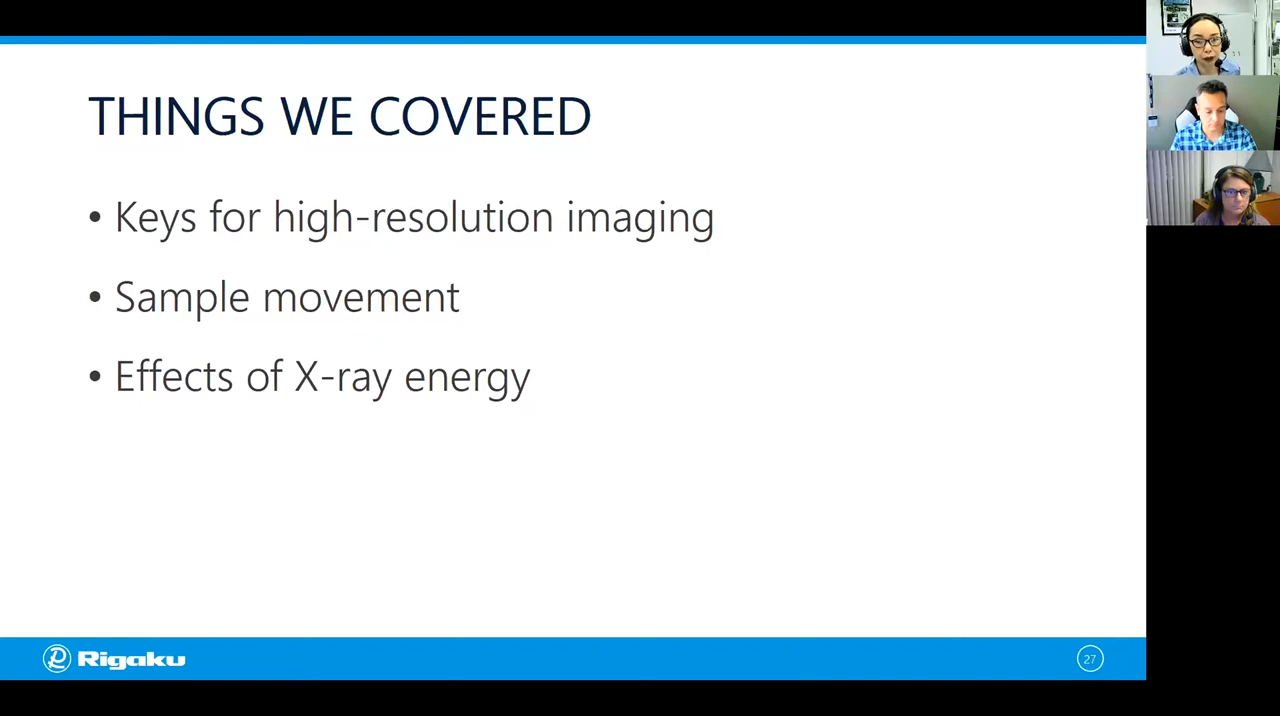 THINGS WE COVERED
• Keys for high-resolution imaging
• Sample movement
• Effects of X-ray energy
Rigaku
27